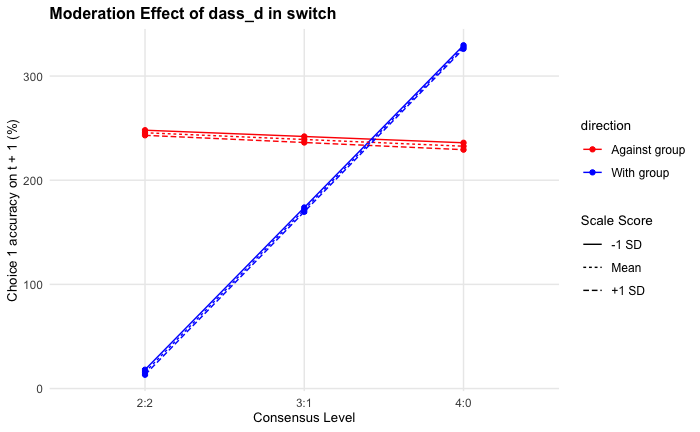 Moderation Effect of dass_d in switch
Choice 1 accuracy on t + 1 (%)
300
200
100
0
2:2
3:1
4:0
Consensus Level
direction
Against group
With group
Scale Score
-1 SD
Mean
+1 SD